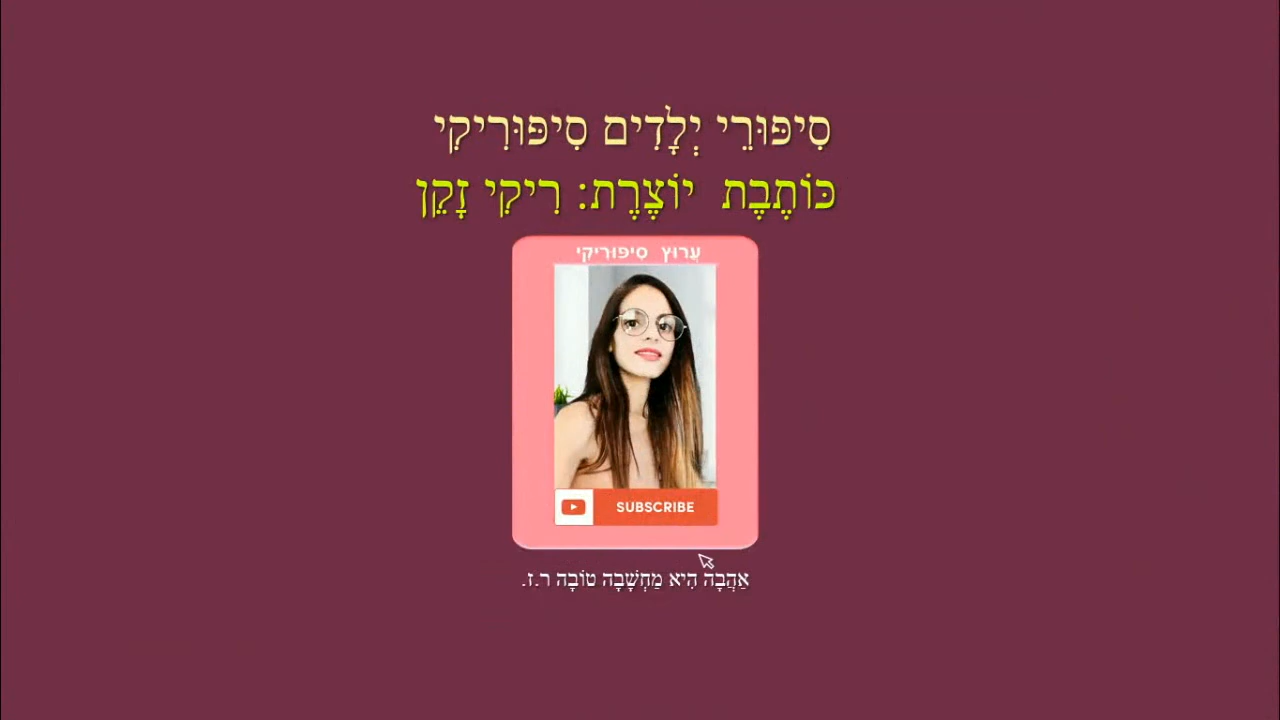 סִיפּוּרֵי יְלָדִים סִיפּוּרִיקִי
כּוֹתֶבֶת יוֹצֶרֶת: רִיקִי זָקֵן
עֲרוּץ סִיפּוּרִיקִי
SUBSCRIBE
אַהֲבָה הִיא מַחְשָׁבָה טוֹבָה ר.ז.